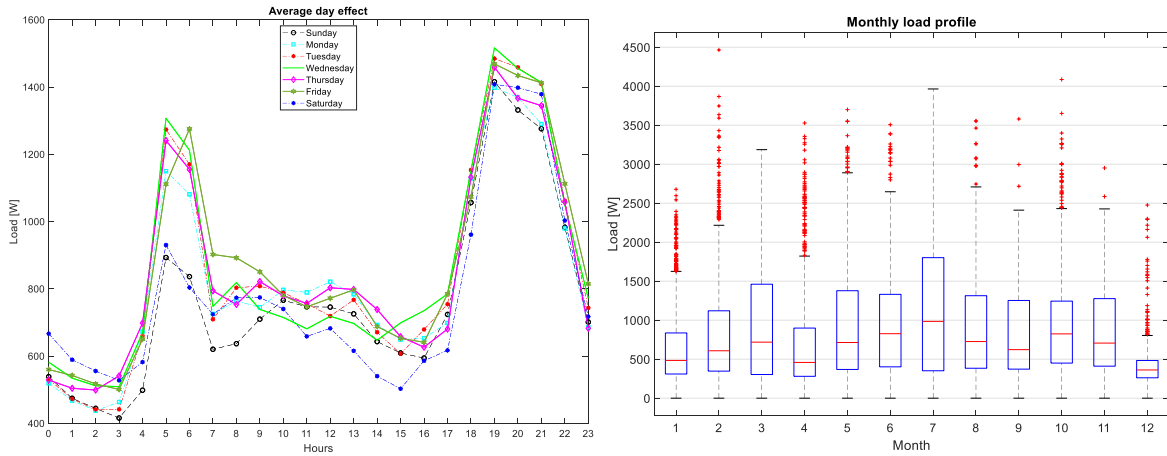 Average day effect
1600
1400
1200
1000
800
600
400
Load [W]
Sunday
Monday
Tuesday
Wednesday
Thursday
Friday
Saturday
0 1 2 3 4 5 6 7 8 9 10 11 12 13 14 15 16 17 18 19 20 21 22 23
Hours
Monthly load profile
4500
4000
3500
3000
2500
2000
1500
1000
500
0
Load [W]
1 2 3 4 5 6 7 8 9 10 11 12
Month